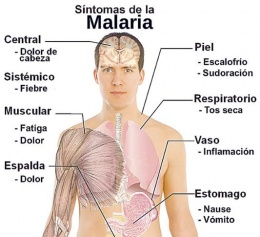 Síntomas de la
Malaria
Central
- Dolor de
cabeza
Sistémico
- Fiebre
Muscular
- Fatiga
- Dolor
Espalda
- Dolor
Piel
- Escalofrío
- Sudoración
Respiratorio
- Tos seca
Vaso
- Inflamación
Estomago
- Nause
- Vómito